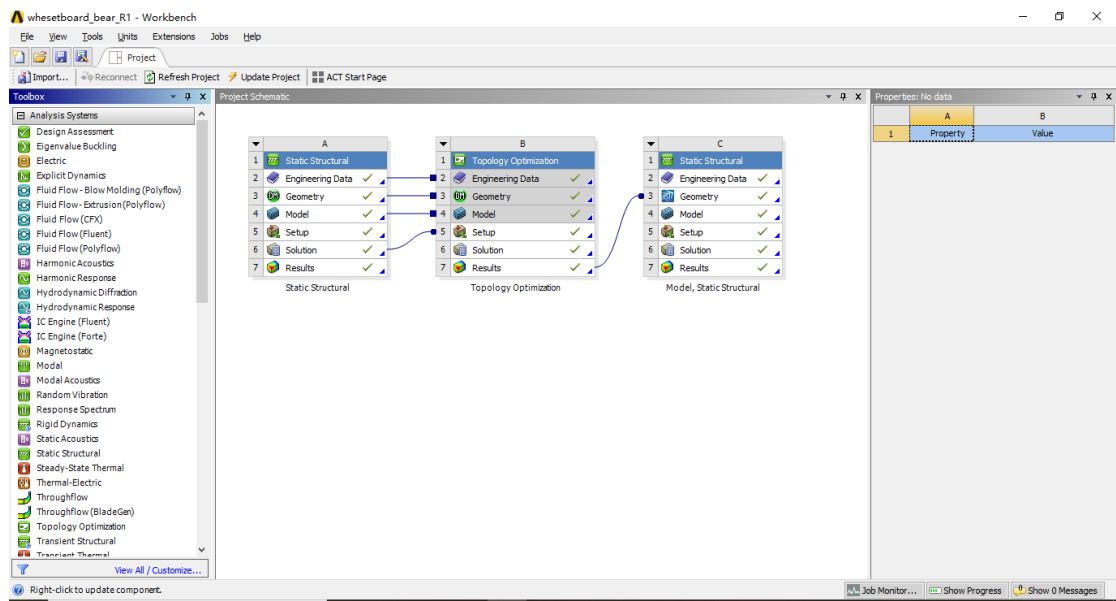 whesetboard_bear_R1 - Workbench
File View Tools Units Extensions Jobs Help
Project
Import... Reconnect Refresh Project Update Project ACT Start Page
Toolbox
Analysis Systems
Design Assessment
Eigenvalue Buckling
Electric
Explicit Dynamics
Fluid Flow - Blow Molding (Polyflow)
Fluid Flow - Extrusion (Polyflow)
Fluid Flow (CFX)
Fluid Flow (Fluent)
Fluid Flow (Polyflow)
Harmonic Acoustics
Harmonic Response
Hydrodynamic Diffraction
Hydrodynamic Response
IC Engine (Fluent)
IC Engine (Forte)
Magnetostatic
Modal
Modal Acoustics
Random Vibration
Response Spectrum
Rigid Dynamics
Static Acoustics
Static Structural
Steady-State Thermal
Thermal-Electric
Throughflow
Throughflow (BladeGen)
Topology Optimization
Transient Structural
Transient Thermal
View All / Customize...
Project Schematic
A
1 Static Structural
2 Engineering Data
3 Geometry
4 Model
5 Setup
6 Solution
7 Results
Static Structural
B
1 Topology Optimization
2 Engineering Data
3 Geometry
4 Model
5 Setup
6 Solution
7 Results
Topology Optimization
C
1 Static Structural
2 Engineering Data
3 Geometry
4 Model
5 Setup
6 Solution
7 Results
Model, Static Structural
Properties: No data
A B
1 Property Value
Right-click to update component.
Job Monitor... Show Progress Show 0 Messages